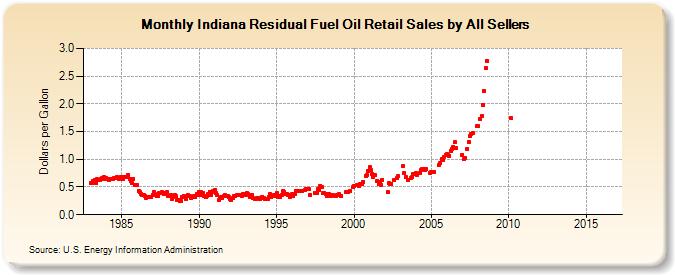 Monthly Indiana Residual Fuel Oil Retail Sales by All Sellers
Dollars per Gallon
3.0
2.5
2.0
1.5
1.0
0.5
0.0
1985 1990 1995 2000 2005 2010 2015
Source: U.S. Energy Information Administration